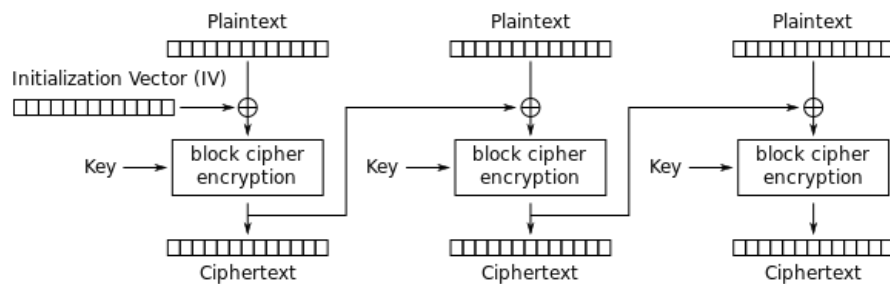 Plaintext
Plaintext
Plaintext
Initialization Vector (IV)
Key
block cipher
encryption
Key
block cipher
encryption
Key
block cipher
encryption
Ciphertext
Ciphertext
Ciphertext